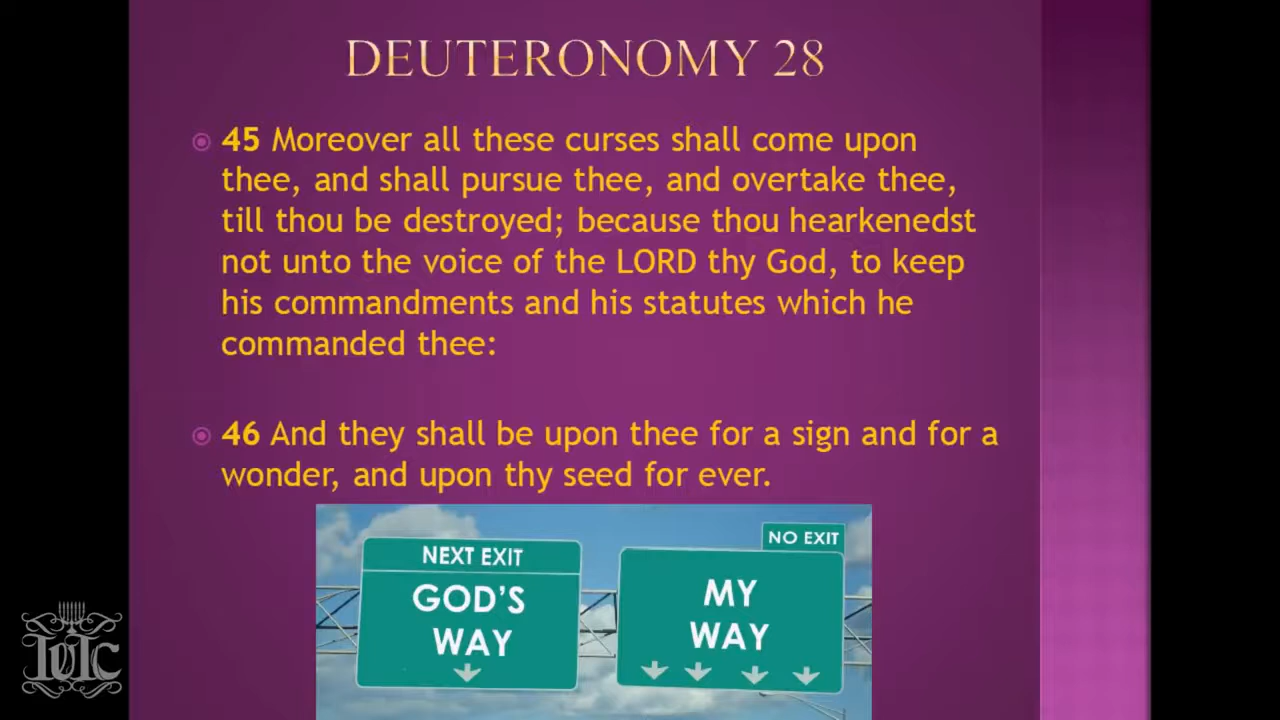 DEUTERONOMY 28
45 Moreover all these curses shall come upon
thee, and shall pursue thee, and overtake thee,
till thou be destroyed; because thou hearkenedst
not unto the voice of the LORD thy God, to keep
his commandments and his statutes which he
commanded thee:
46 And they shall be upon thee for a sign and for a
wonder, and upon thy seed for ever.
NEXT EXIT
GOD'S
WAY
NO EXIT
MY
WAY
IUIC